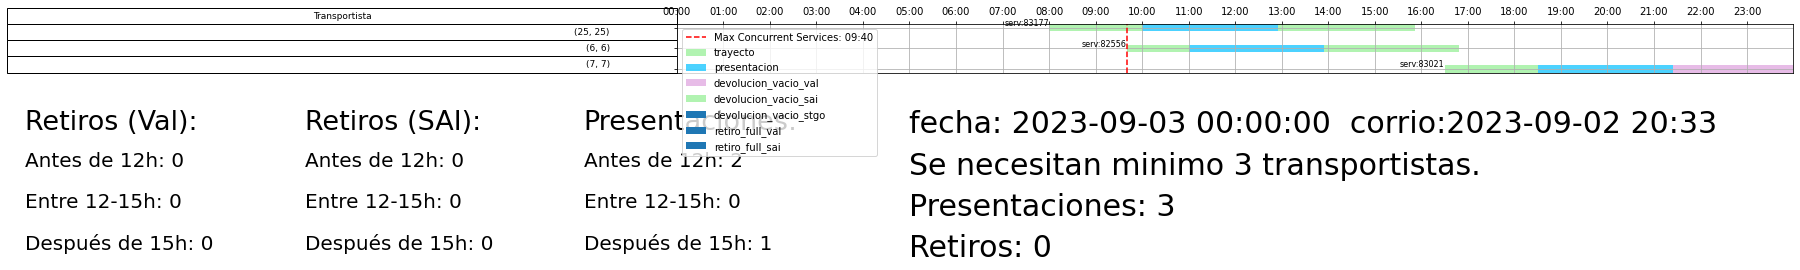 Transportista
(25, 25)
(6, 6)
(7, 7)
00:00 01:00 02:00 03:00 04:00 05:00 06:00 07:00 08:00 09:00 10:00 11:00 12:00 13:00 14:00 15:00 16:00 17:00 18:00 19:00 20:00 21:00 22:00 23:00
serv:83177
serv:82556
serv:83021
Max Concurrent Services: 09:40
trayecto
presentacion
devolucion_vacio_val
devolucion_vacio_sai
devolucion_vacio_stgo
retiro_full_val
retiro_full_sai
Retiros (Val):
Antes de 12h: 0
Entre 12-15h: 0
Después de 15h: 0
Retiros (SAI):
Antes de 12h: 0
Entre 12-15h: 0
Después de 15h: 0
Presentaciones:
Antes de 12h: 2
Entre 12-15h: 0
Después de 15h: 1
fecha: 2023-09-03 00:00:00 corrio:2023-09-02 20:33
Se necesitan minimo 3 transportistas.
Presentaciones: 3
Retiros: 0